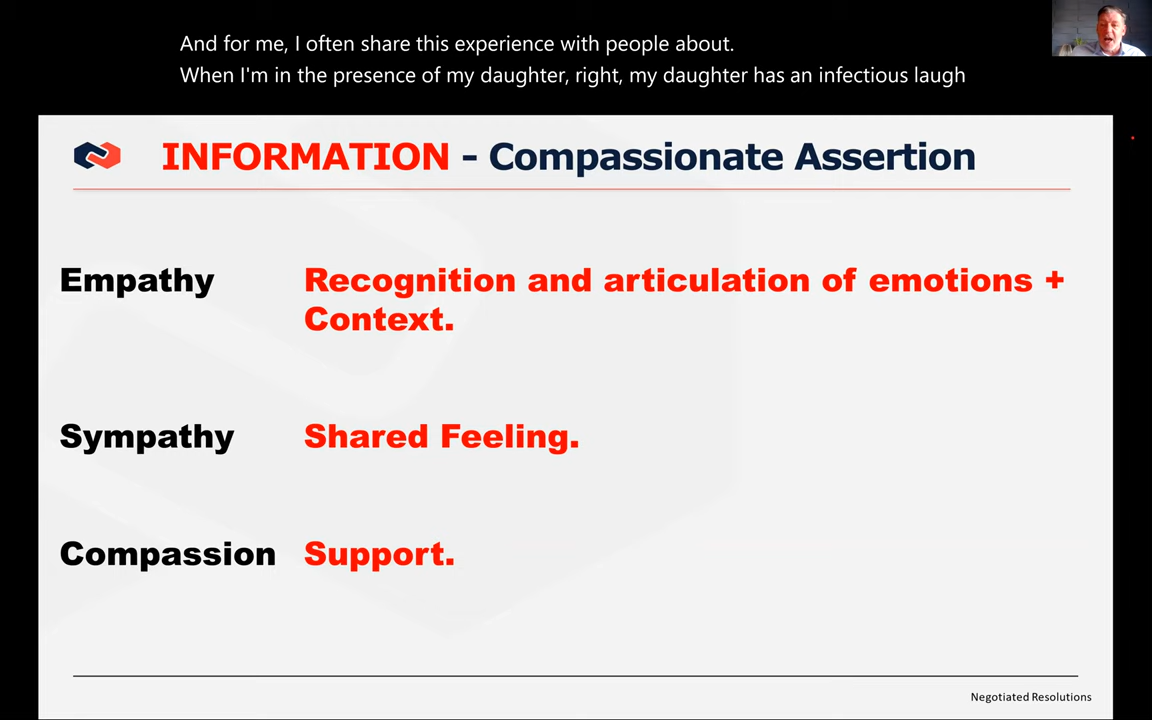 And for me, I often share this experience with people about.
When I'm in the presence of my daughter, right, my daughter has an infectious laugh
INFORMATION - Compassionate Assertion
Empathy Recognition and articulation of emotions +
Context.
Sympathy Shared Feeling.
Compassion Support.
Negotiated Resolutions